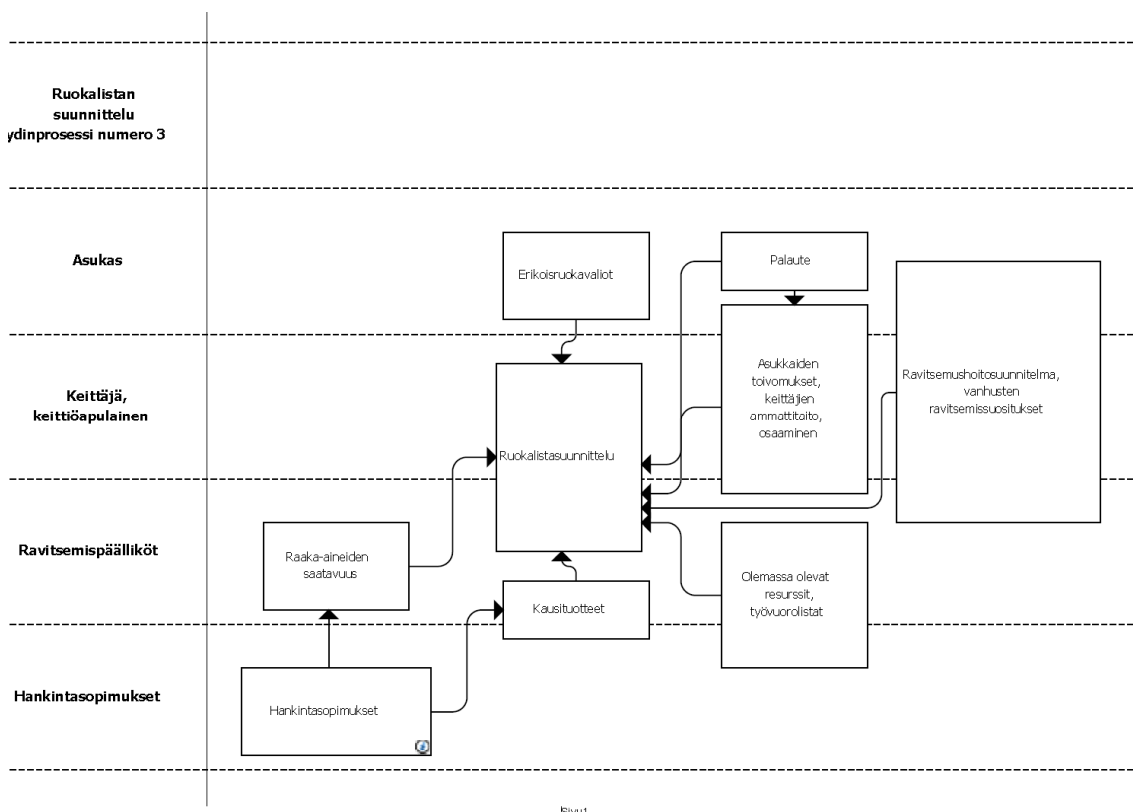 Ruokalistan
suunnittelu
ydinprosessi numero 3
Asukas
Erikoisruokavaliot
Palaute
Keittäjä,
keittiöapulainen
Ruokalistasuunnittelu
Asukkaiden
toivomukset,
keittäjien
ammattitaito,
osaaminen
Ravitsemushoitosuunnitelma,
vanhusten
ravitsemissuositukset
Ravitsemispäälliköt
Raaka-aineiden
saatavuus
Kausituotteet
Olemassa olevat
resurssit,
työvuorolistat
Hankintasopimukset
Hankintasopimukset
Sivu1